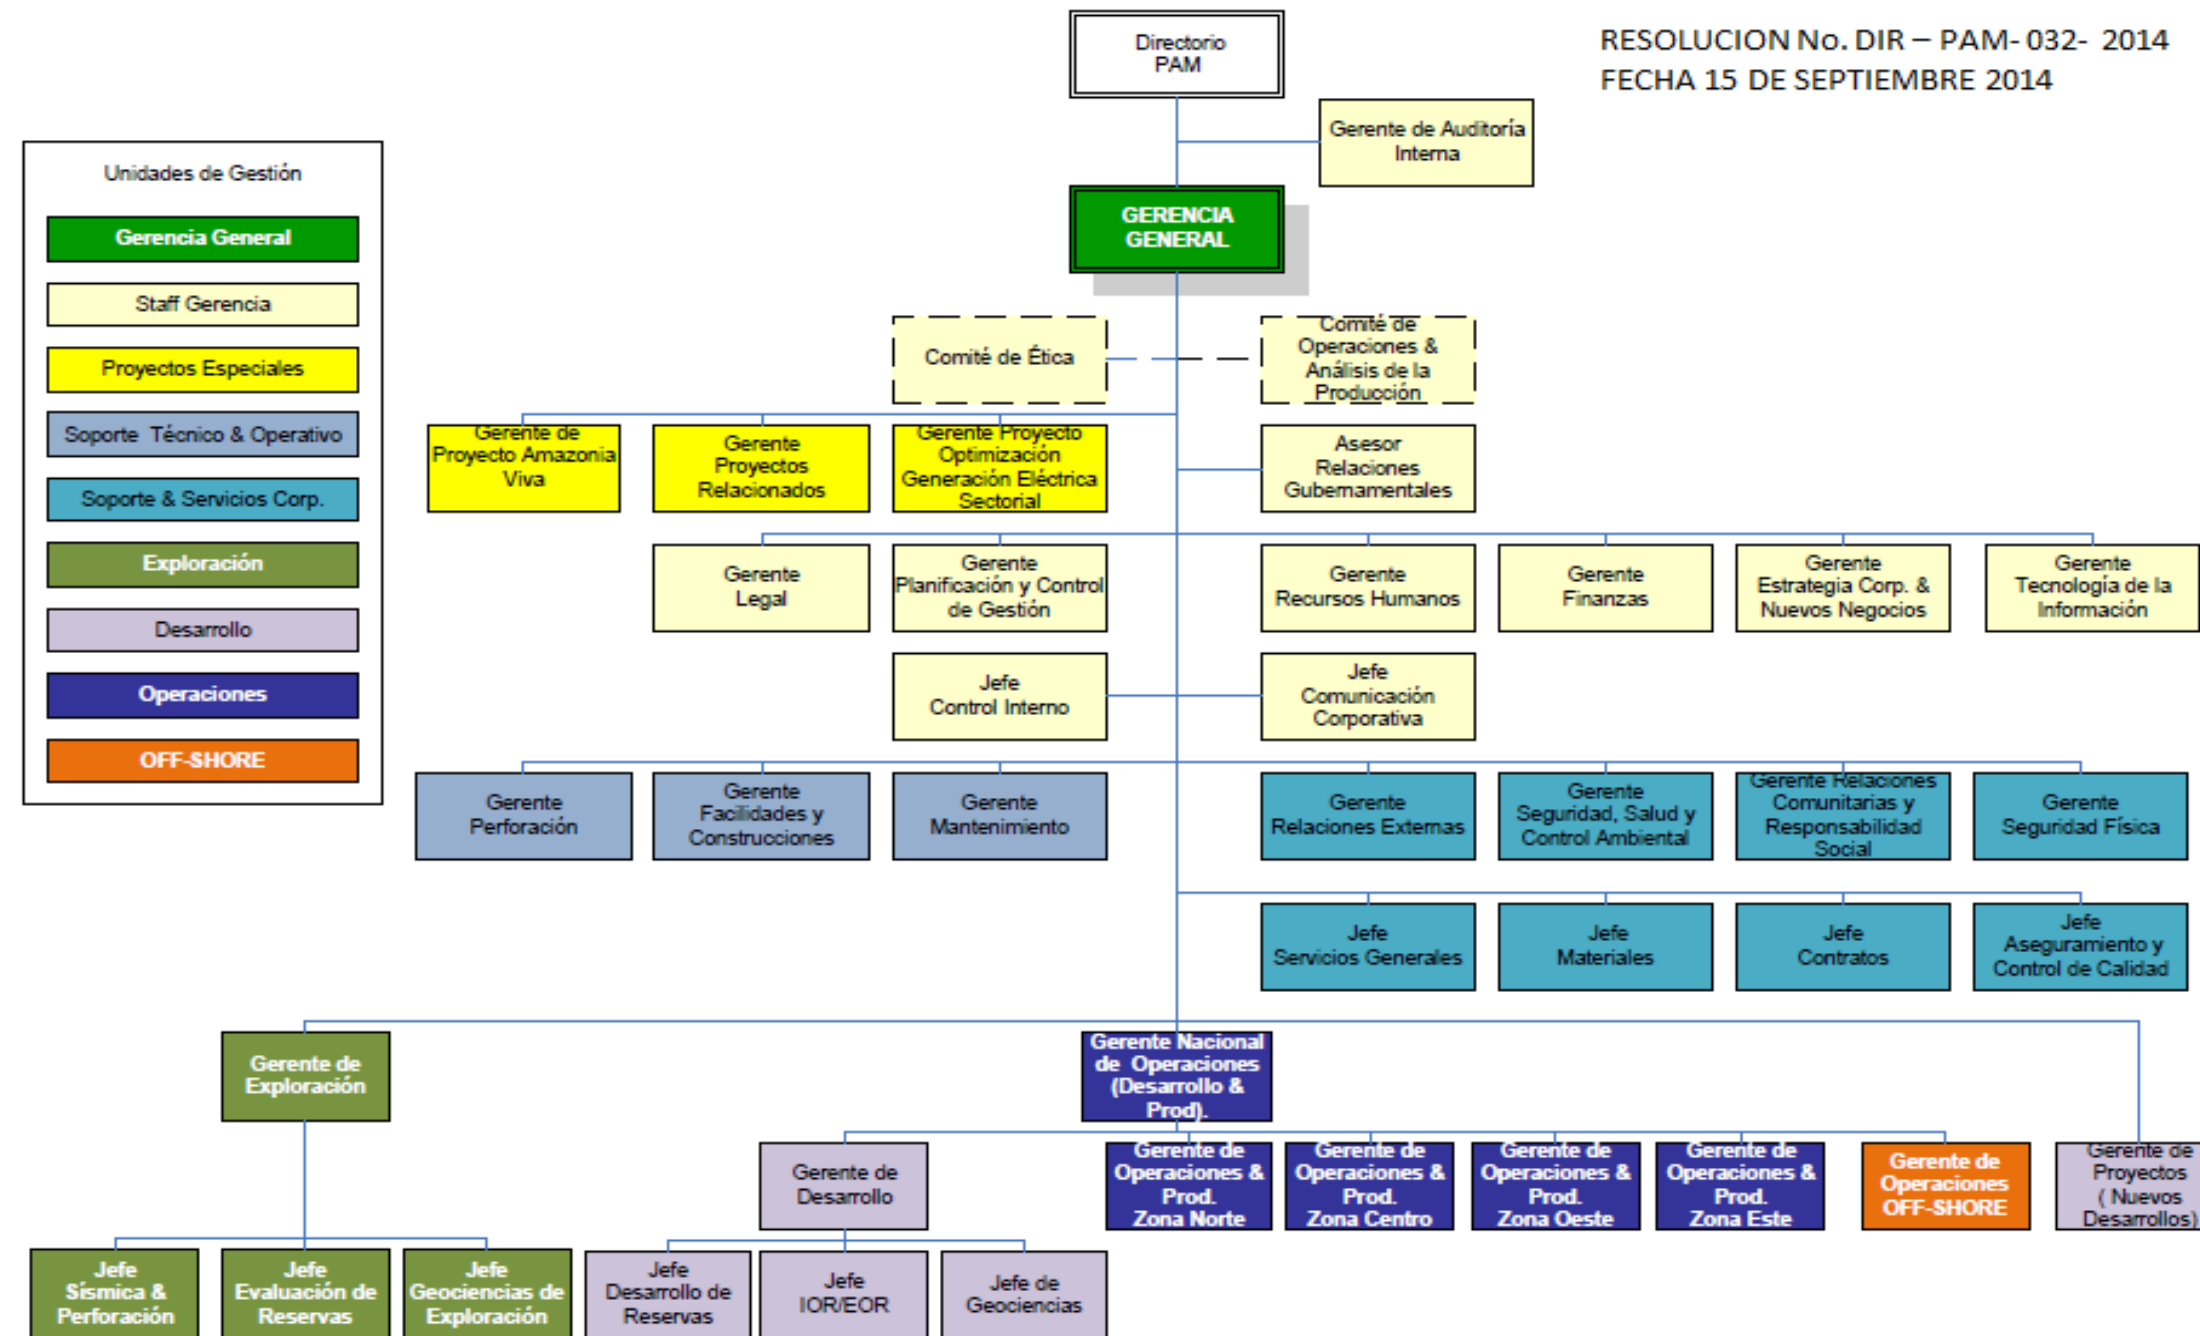 RESOLUCION No. DIR – PAM- 032- 2014
FECHA 15 DE SEPTIEMBRE 2014
Directorio
PAM
Gerente de Auditoría
Interna
GERENCIA
GENERAL
Unidades de Gestión
Gerencia General
Staff Gerencia
Proyectos Especiales
Soporte Técnico & Operativo
Soporte & Servicios Corp.
Exploración
Desarrollo
Operaciones
OFF-SHORE
Comité de Ética
Comité de
Operaciones &
Análisis de la
Producción
Gerente de
Proyecto Amazonia
Viva
Gerente
Proyectos
Relacionados
Gerente Proyecto
Optimización
Generación Eléctrica
Sectorial
Asesor
Relaciones
Gubernamentales
Gerente
Legal
Gerente
Planificación y Control
de Gestión
Gerente
Recursos Humanos
Gerente
Finanzas
Gerente
Estrategia Corp. &
Nuevos Negocios
Gerente
Tecnología de la
Información
Jefe
Control Interno
Jefe
Comunicación
Corporativa
Gerente
Perforación
Gerente
Facilidades y
Construcciones
Gerente
Mantenimiento
Gerente
Relaciones Externas
Gerente
Seguridad, Salud y
Control Ambiental
Gerente Relaciones
Comunitarias y
Responsabilidad
Social
Gerente
Seguridad Física
Jefe
Servicios Generales
Jefe
Materiales
Jefe
Contratos
Jefe
Aseguramiento y
Control de Calidad
Gerente de
Exploración
Gerente Nacional
de Operaciones
(Desarrollo &
Prod).
Gerente de
Desarrollo
Gerente de
Operaciones &
Prod.
Zona Norte
Gerente de
Operaciones &
Prod.
Zona Centro
Gerente de
Operaciones &
Prod.
Zona Oeste
Gerente de
Operaciones &
Prod.
Zona Este
Gerente de
Operaciones
OFF-SHORE
Gerente de
Proyectos
( Nuevos
Desarrollos)
Jefe
Sísmica &
Perforación
Jefe
Evaluación de
Reservas
Jefe
Geociencias de
Exploración
Jefe
Desarrollo de
Reservas
Jefe
IOR/EOR
Jefe de
Geociencias